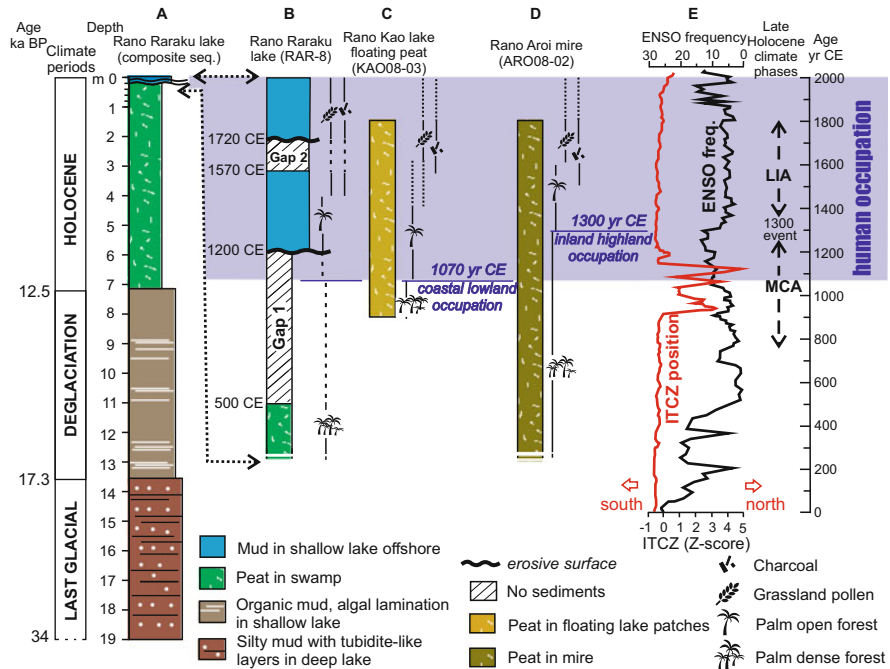 A
B
C
D
E
Age
ka BP
Climate
periods
Depth
Rano Raraku lake
(composite seq.)
Rano Raraku
lake (RAR-8)
Rano Kao lake
floating peat
(KAO08-03)
Rano Aroi mire
(ARO08-02)
ENSO frequency
30 20 10 0
Late
Holocene
climate
phases
Age
yr CE
m 0
1
2
3
4
5
6
7
8
9
10
11
12
13
14
15
16
17
18
19
12.5
17.3
34
HOLOCENE
DEGLACIATION
LAST GLACIAL
1720 CE
Gap 2
1570 CE
1200 CE
Gap 1
500 CE
1070 yr CE
coastal lowland
occupation
1300 yr CE
inland highland
occupation
ENSO freq.
ITCZ position
south
north
-1 0 1 2 3 4 5
ITCZ (Z-score)
LIA
1300
event
MCA
2000
1800
1600
1400
1200
1000
800
600
400
200
0
human occupation
Mud in shallow lake offshore
Peat in swamp
Organic mud, algal lamination
in shallow lake
Silty mud with tubidite-like
layers in deep lake
erosive surface
No sediments
Peat in floating lake patches
Peat in mire
Charcoal
Grassland pollen
Palm open forest
Palm dense forest